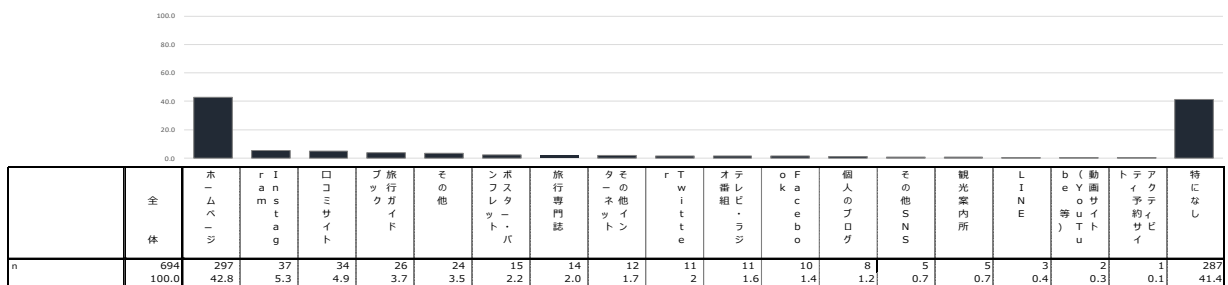 100.0
80.0
60.0
40.0
20.0
0.0
全体
ホームページ
Instagram
口コミサイト
旅行ガイドブック
その他
ポスター・パンフレット
旅行専門誌
その他インターネット
Twitter
テレビ・ラジオ番組
Facebook
個人のブログ
その他SNS
観光案内所
LINE
動画サイト（YouTube 等）
アクティビティ予約サイト
特になし
n 694 297 37 34 26 24 15 14 12 11 11 10 8 5 5 3 2 1 287
100.0 42.8 5.3 4.9 3.7 3.5 2.2 2.0 1.7 2 1.6 1.4 1.2 0.7 0.7 0.4 0.3 0.1 41.4